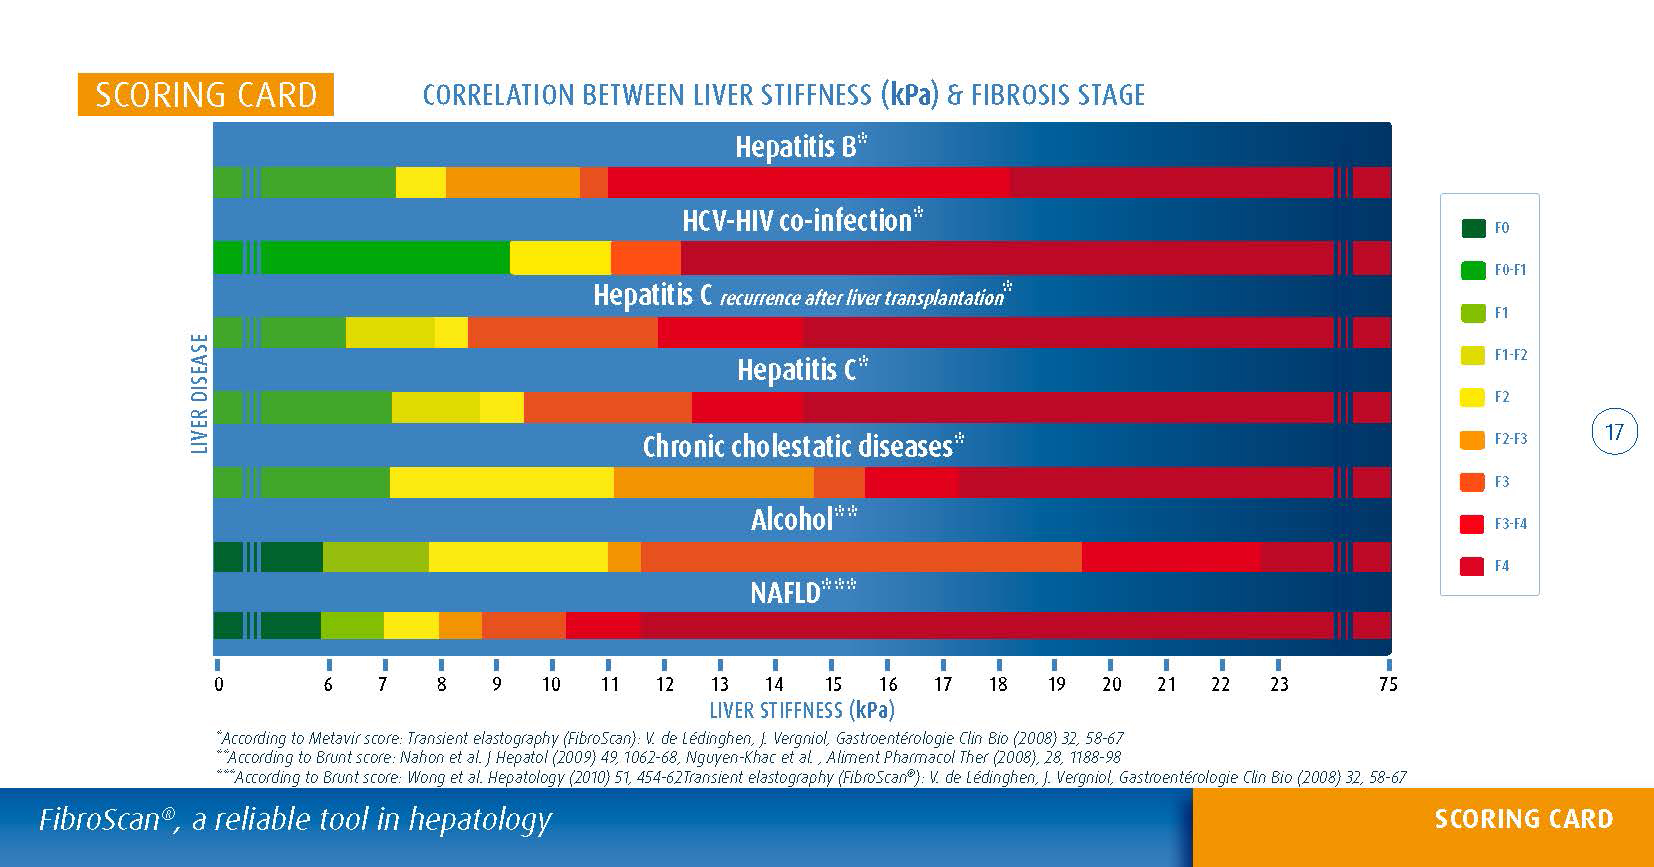 SCORING CARD
CORRELATION BETWEEN LIVER STIFFNESS (kPa) & FIBROSIS STAGE
Hepatitis B*
HCV-HIV co-infection*
Hepatitis C recurrence after liver transplantation*
Hepatitis C*
Chronic cholestatic diseases*
Alcohol**
NAFLD***
LIVER DISEASE
0 6 7 8 9 10 11 12 13 14 15 16 17 18 19 20 21 22 23 75
LIVER STIFFNESS (kPa)
F0
F0-F1
F1
F1-F2
F2
F2-F3
F3
F3-F4
F4
17
*According to Metavir score: Transient elastography (FibroScan): V. de Lédinghen, J. Vergniol, Gastroentérologie Clin Bio (2008) 32, 58-67
**According to Brunt score: Nahon et al. J Hepatol (2009) 49, 1062-68, Nguyen-Khac et al. , Aliment Pharmacol Ther (2008), 28, 1188-98
***According to Brunt score: Wong et al. Hepatology (2010) 51, 454-62Transient elastography (FibroScan®): V. de Lédinghen, J. Vergniol, Gastroentérologie Clin Bio (2008) 32, 58-67
FibroScan®, a reliable tool in hepatology
SCORING CARD